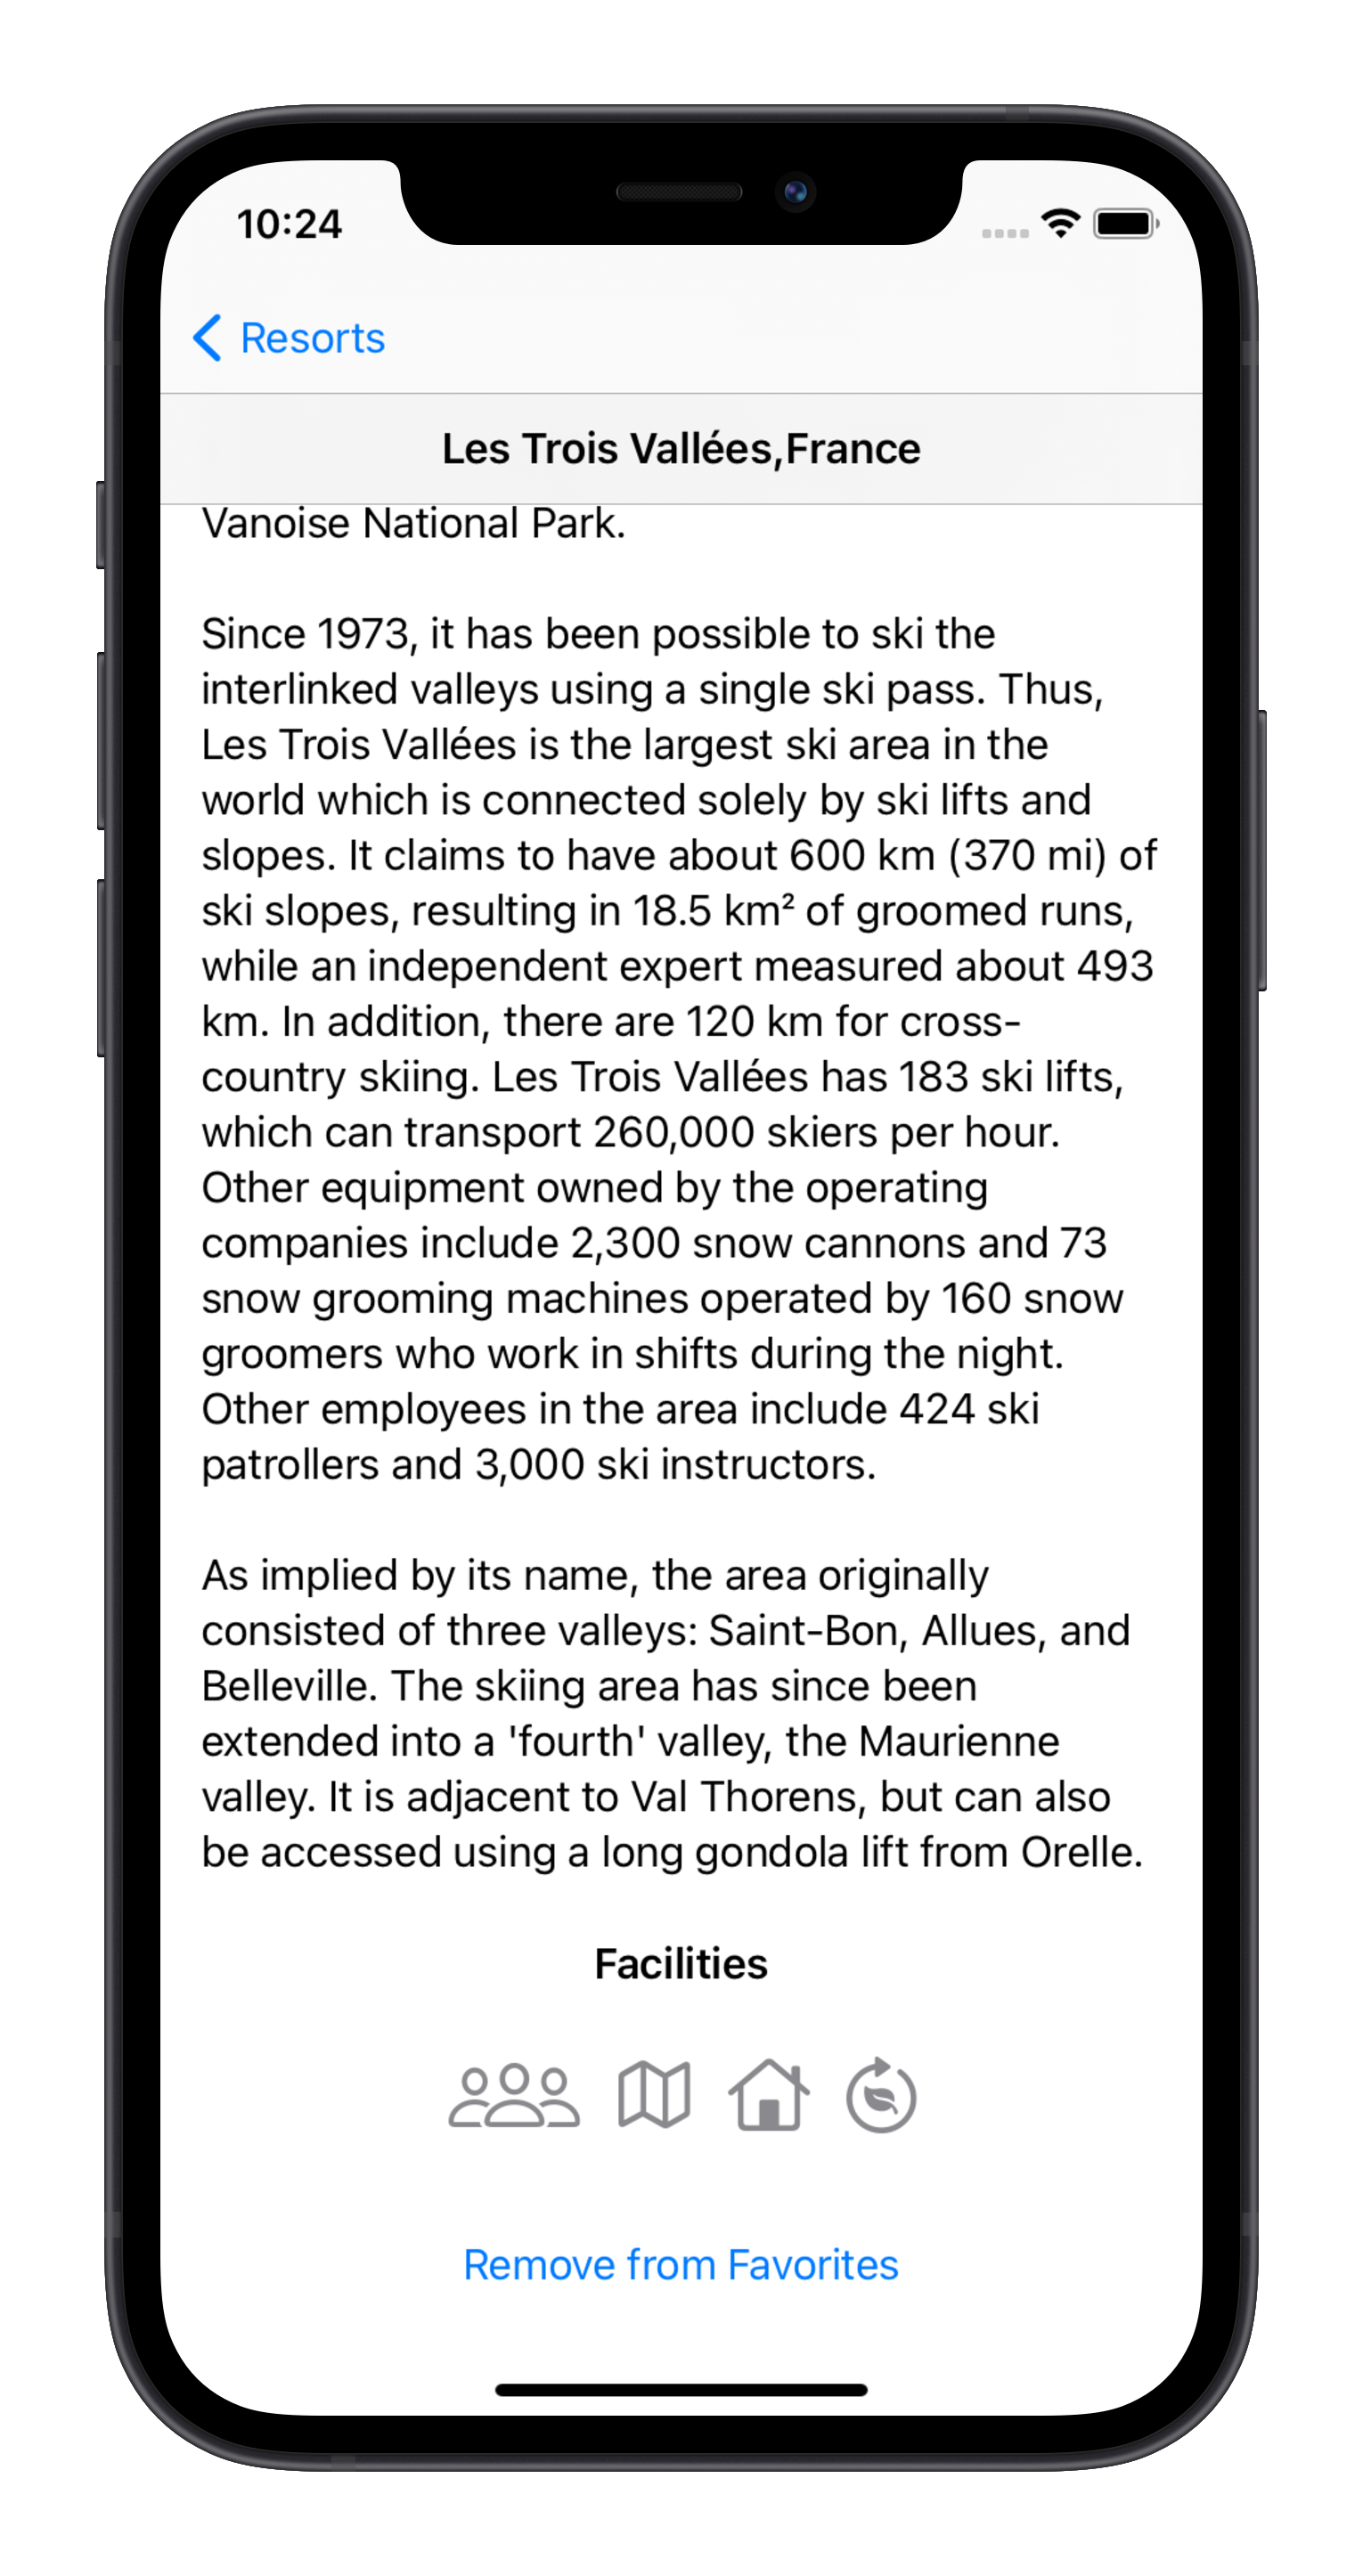 10:24
Resorts
Les Trois Vallées,France
Vanoise National Park.
Since 1973, it has been possible to ski the
interlinked valleys using a single ski pass. Thus,
Les Trois Vallées is the largest ski area in the
world which is connected solely by ski lifts and
slopes. It claims to have about 600 km (370 mi) of
ski slopes, resulting in 18.5 km² of groomed runs,
while an independent expert measured about 493
km. In addition, there are 120 km for cross-
country skiing. Les Trois Vallées has 183 ski lifts,
which can transport 260,000 skiers per hour.
Other equipment owned by the operating
companies include 2,300 snow cannons and 73
snow grooming machines operated by 160 snow
groomers who work in shifts during the night.
Other employees in the area include 424 ski
patrollers and 3,000 ski instructors.
As implied by its name, the area originally
consisted of three valleys: Saint-Bon, Allues, and
Belleville. The skiing area has since been
extended into a 'fourth' valley, the Maurienne
valley. It is adjacent to Val Thorens, but can also
be accessed using a long gondola lift from Orelle.
Facilities
Remove from Favorites